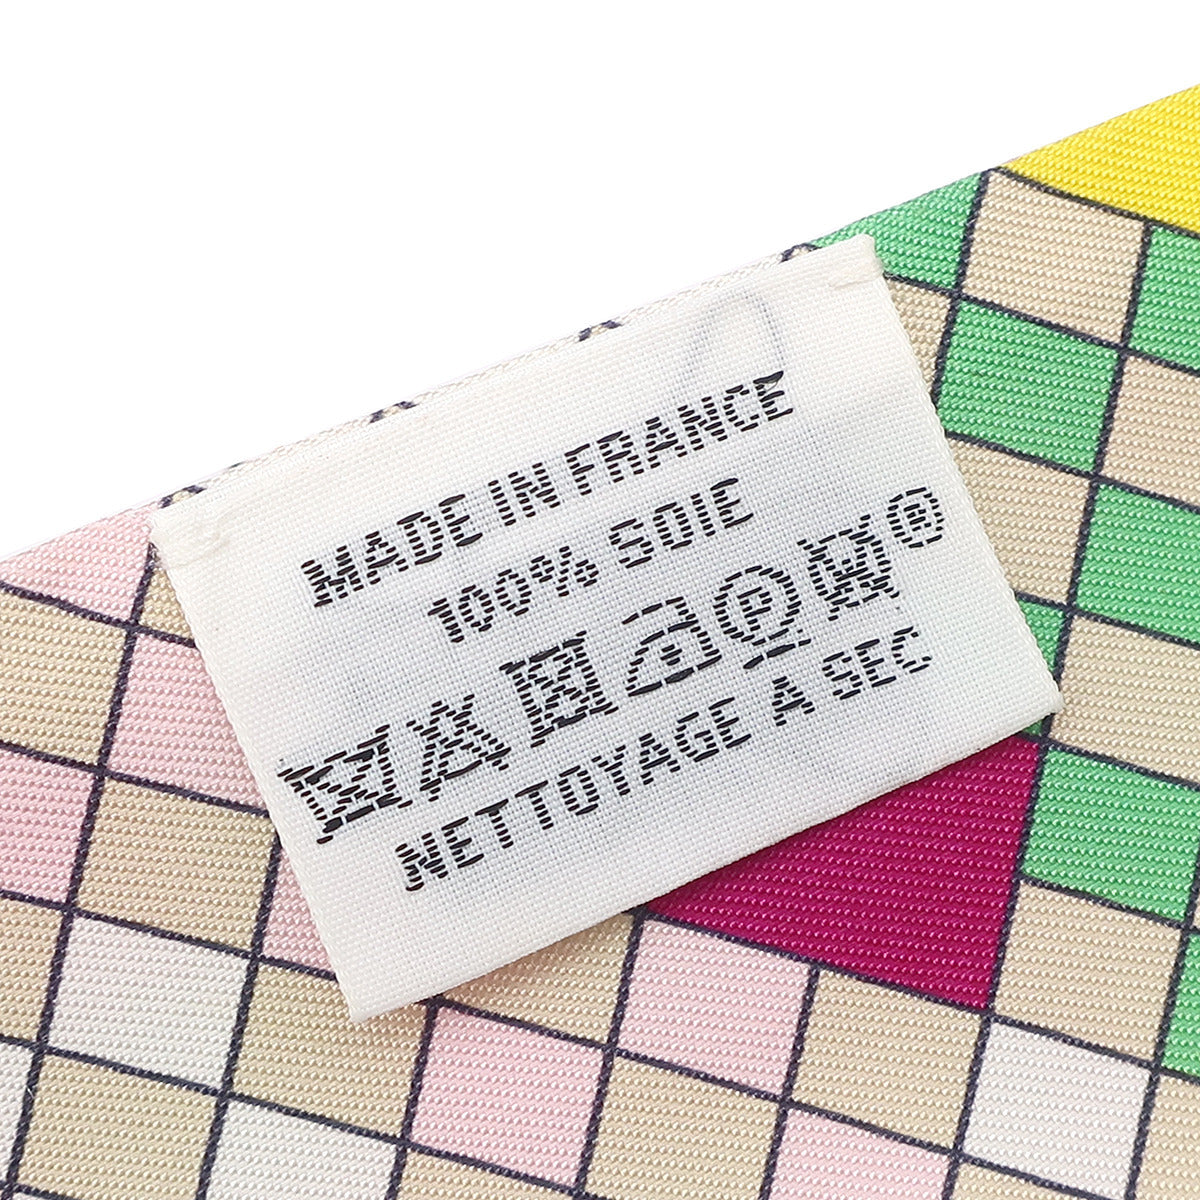 MADE IN FRANCE
100% SOIE
P ®
NETTOYAGE A SEC